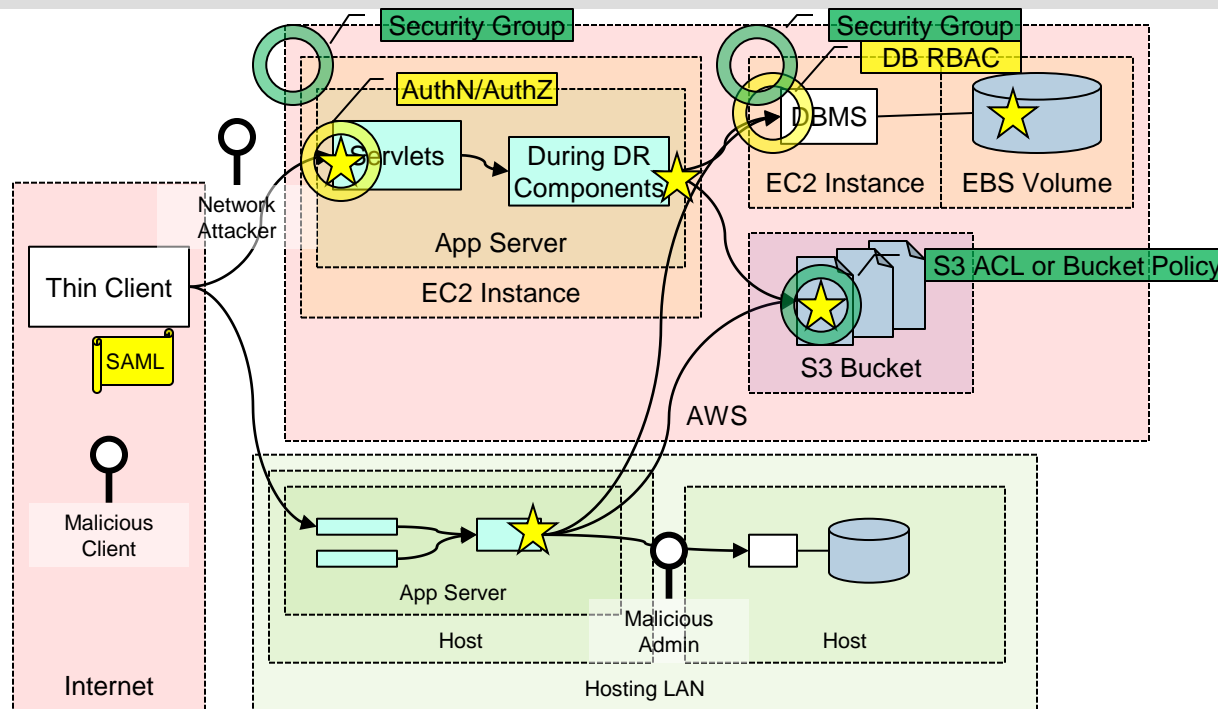 Security Group
Security Group
DB RBAC
AuthN/AuthZ
DBMS
Servlets
During DR
Components
EC2 Instance
EBS Volume
Network
Attacker
App Server
Thin Client
EC2 Instance
S3 ACL or Bucket Policy
SAML
S3 Bucket
AWS
Malicious
Client
App Server
Malicious
Admin
Host
Host
Internet
Hosting LAN